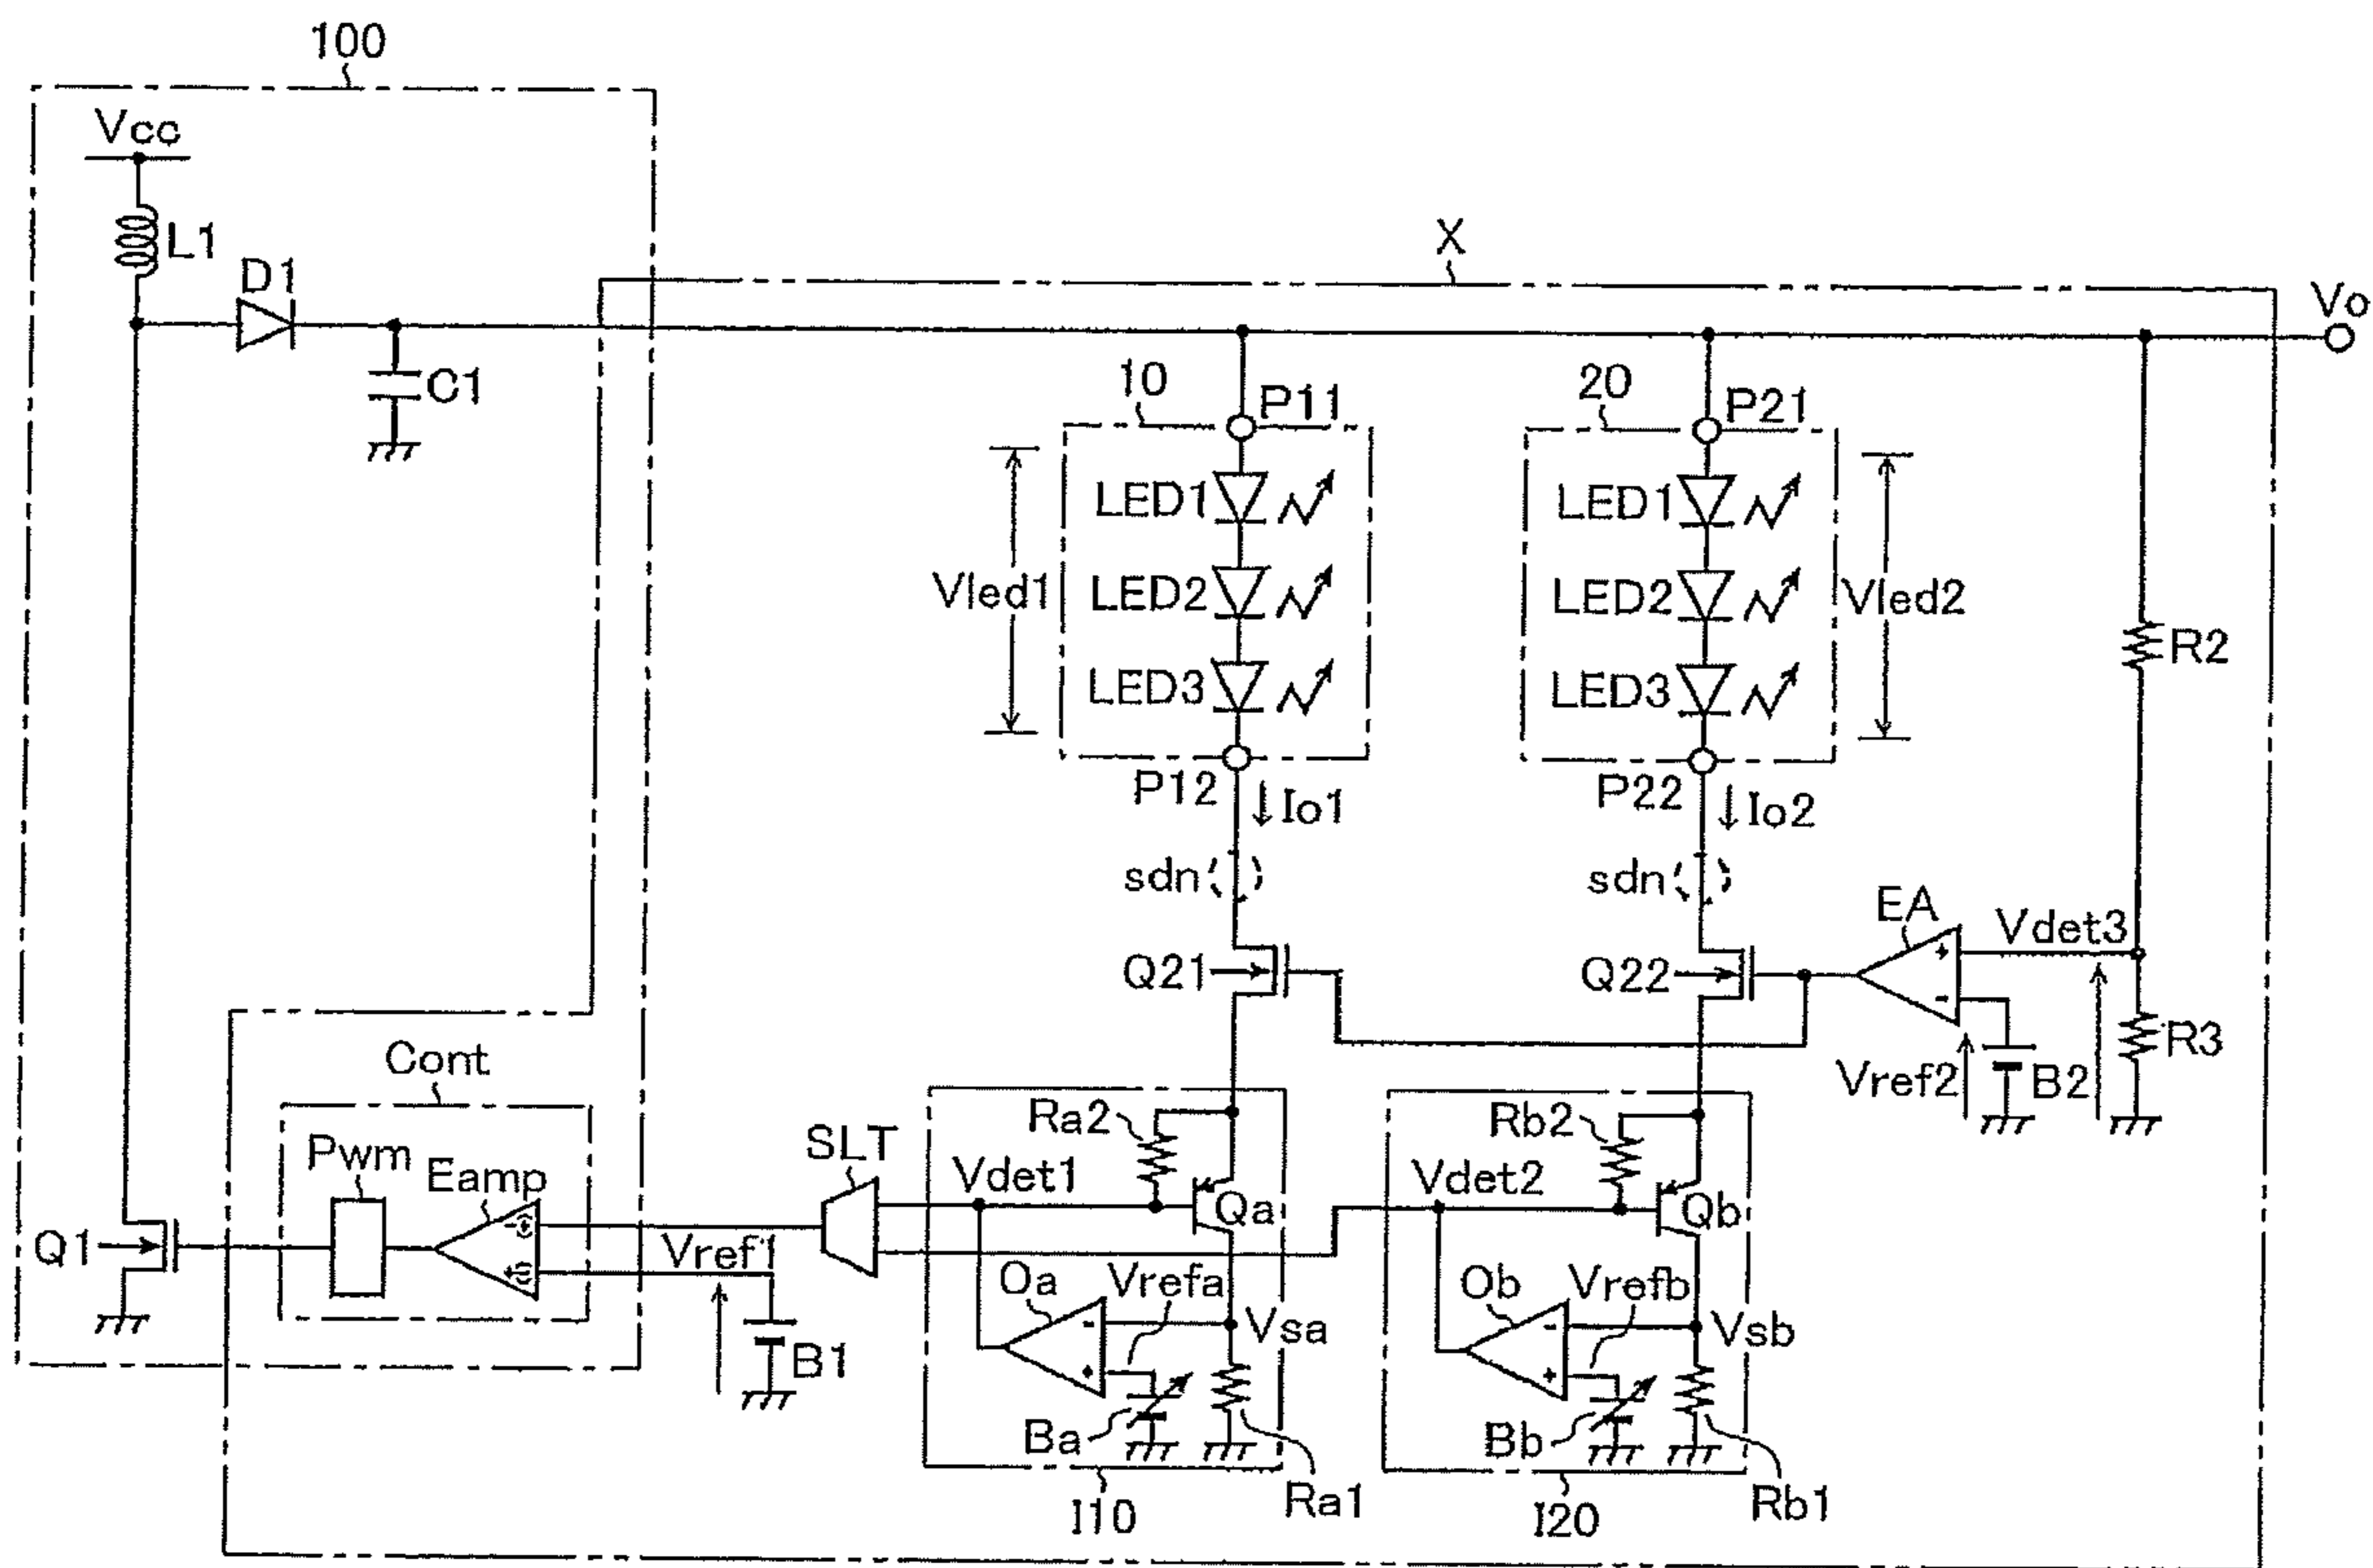 100
Vcc
L1
D1
X
Vo
C1
10
P11
20
P21
LED1
LED1
Vled1
LED2
LED2
Vled2
R2
LED3
LED3
P12
Io1
P22
Io2
sdn
sdn
EA
Vdet3
+
-
Q21
Q22
Vref2
B2
R3
Cont
Pwm
Eamp
SLT
Ra2
Rb2
Vdet1
Vdet2
Qa
Qb
Q1
Vref1
Oa
Vrefa
Ob
Vrefb
-
+
Vsa
-
+
Vsb
B1
Ba
Bb
Ra1
Rb1
I10
I20